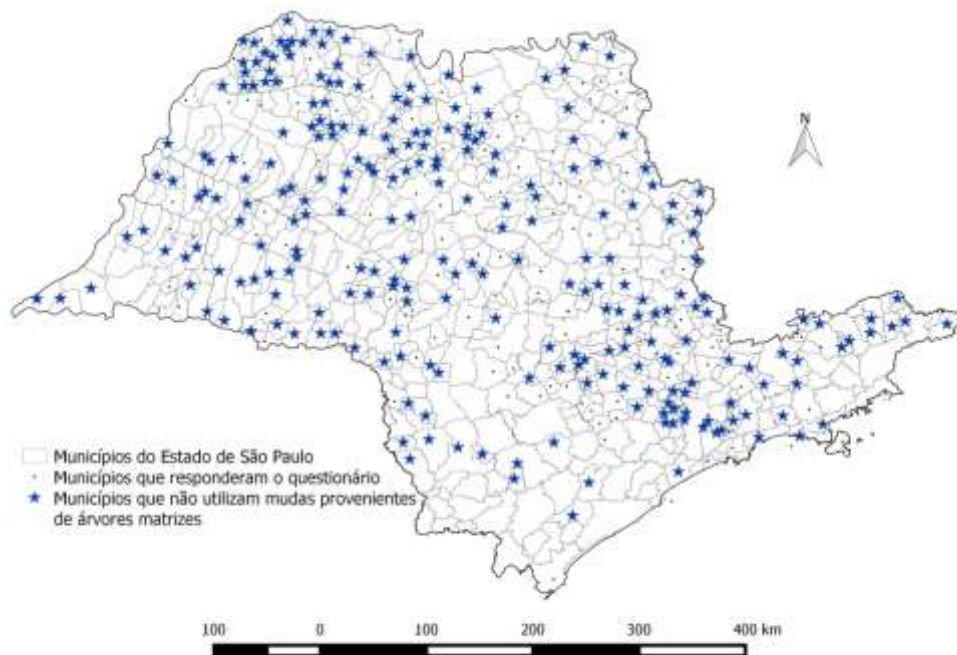 N
Municípios do Estado de São Paulo
Municípios que responderam o questionário
Municípios que não utilizam mudas provenientes
de árvores matrizes
100 0 100 200 300 400 km